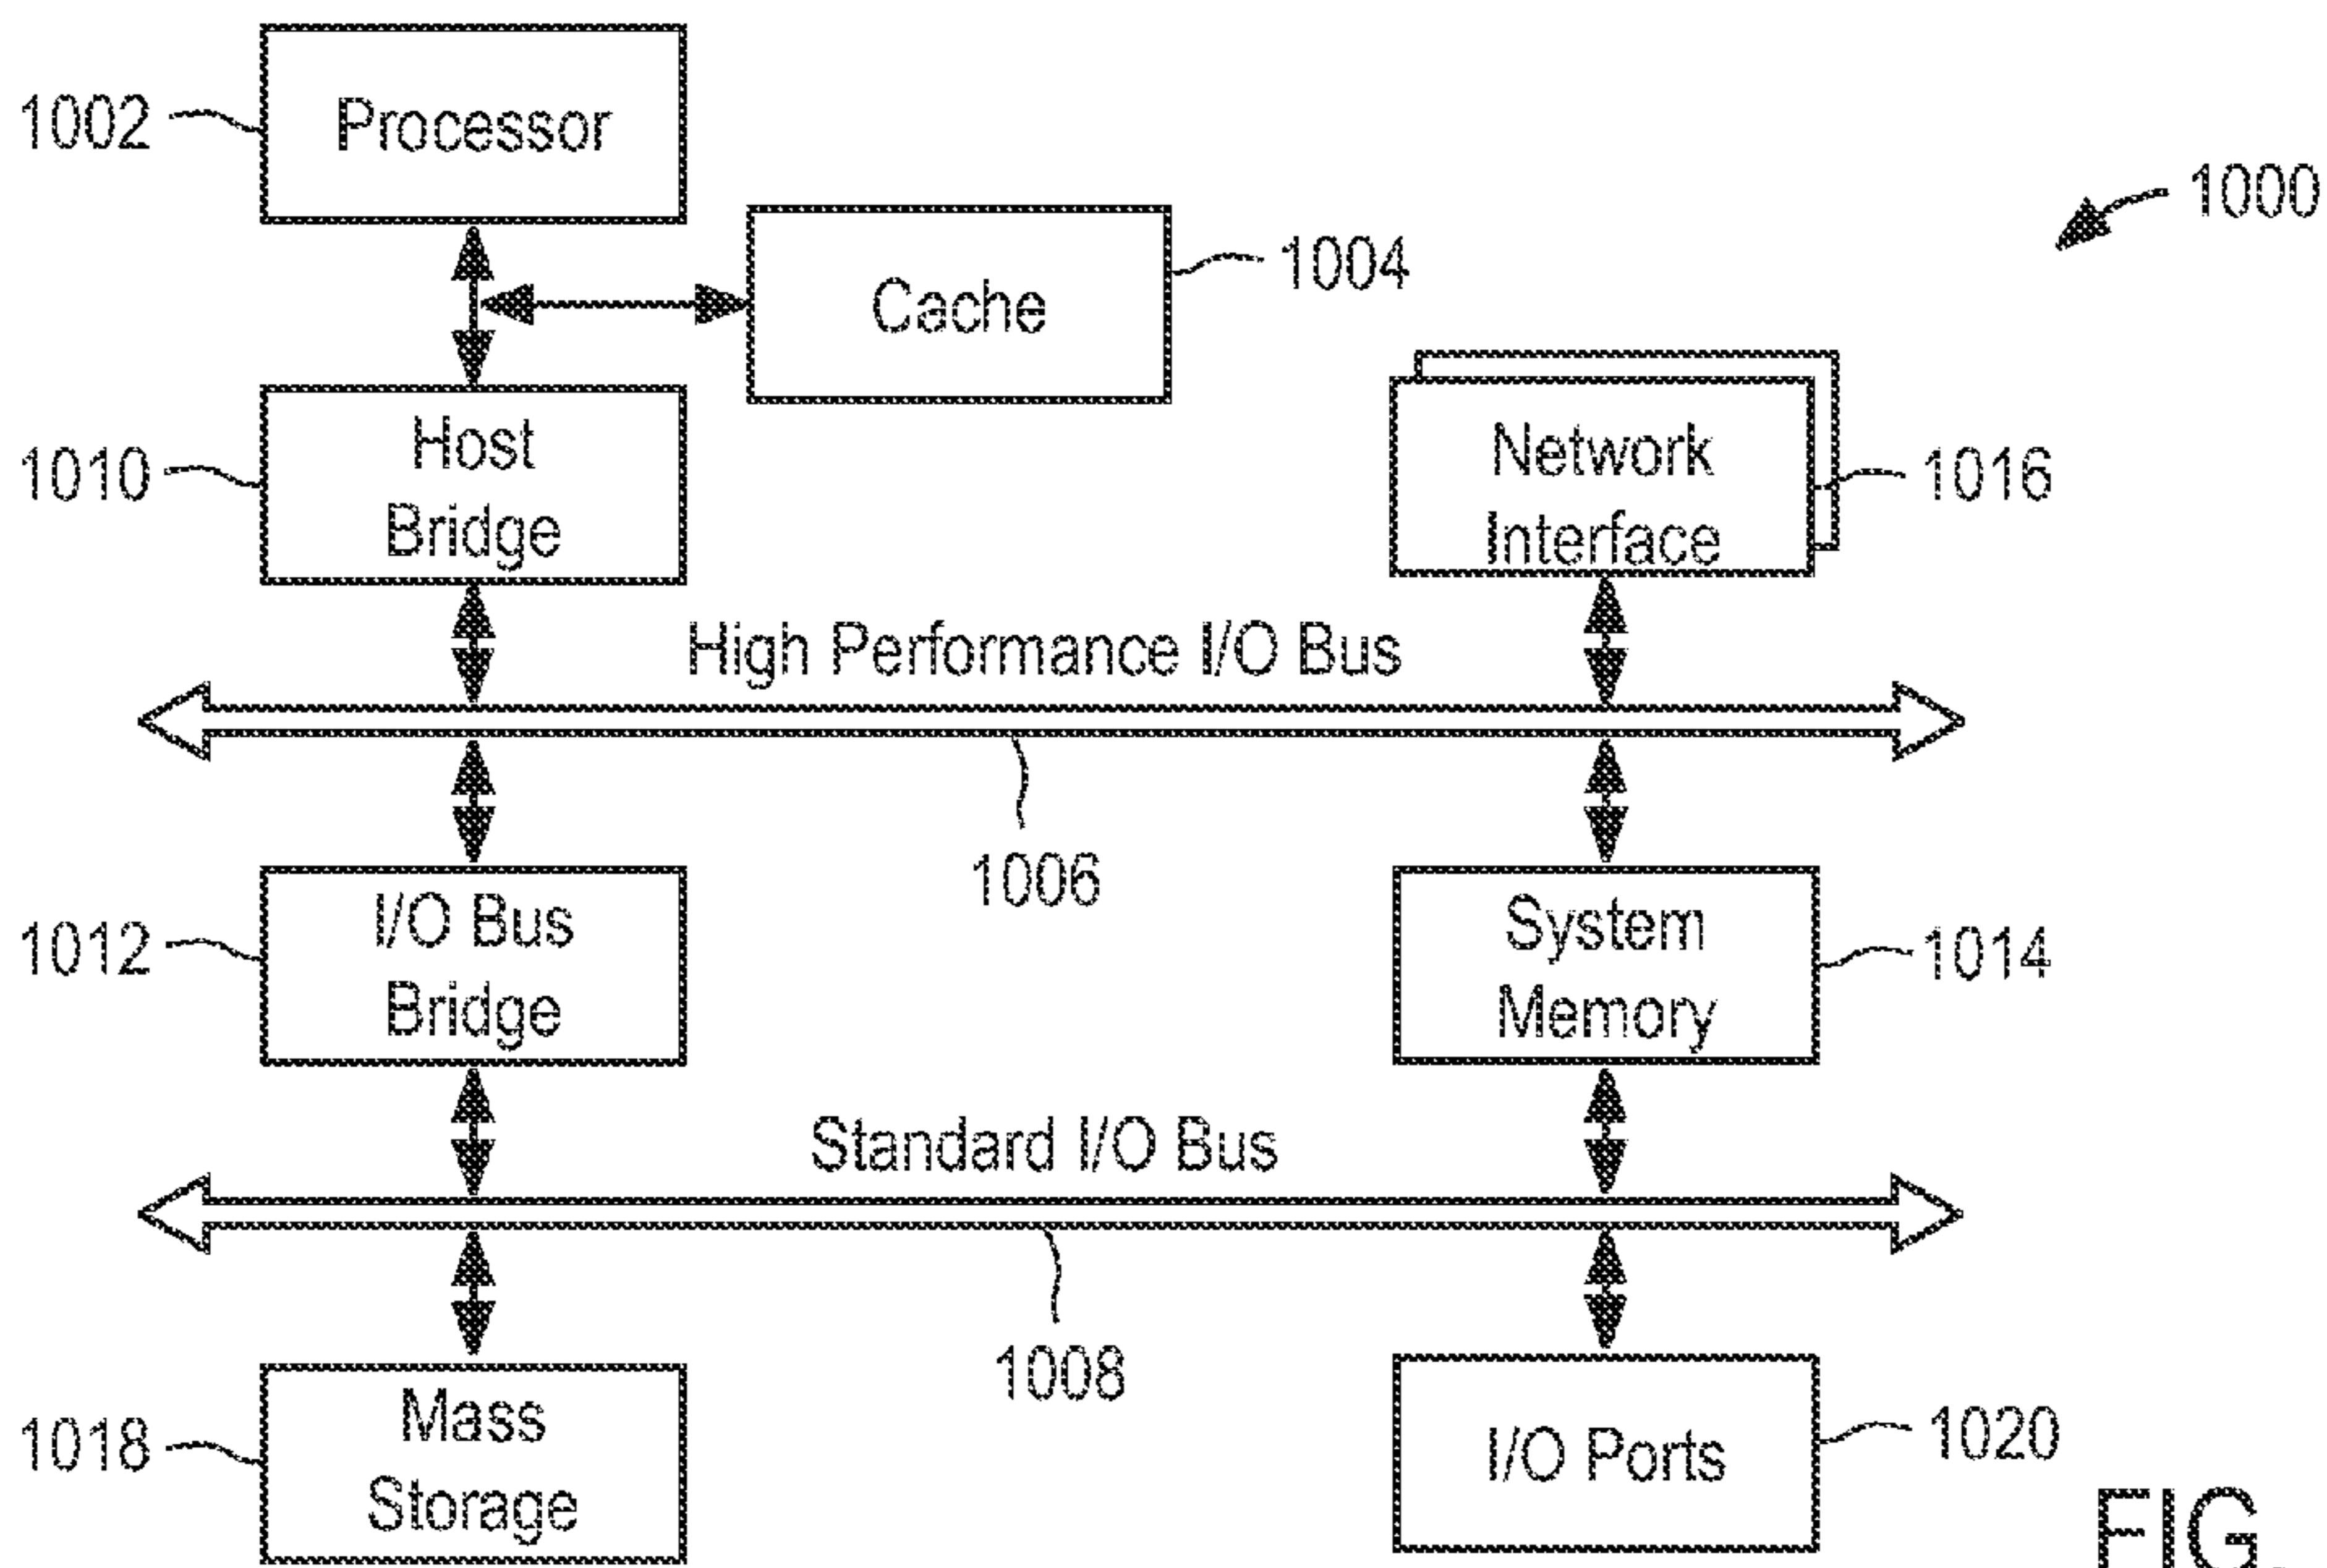 1002
Processor
1000
Cache
1004
1010
Host
Bridge
Network
Interface
1016
High Performance I/O Bus
1006
1012
I/O Bus
Bridge
System
Memory
1014
Standard I/O Bus
1008
1018
Mass
Storage
I/O Ports
1020
FIG.